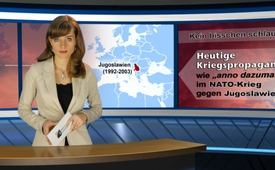 Kein bisschen schlau
Jugoslawien
(1992-2003)
Heutige
Kriegspropagan
wie „anno dazuma
im NATO-Krieg
gegen Jugoslawie